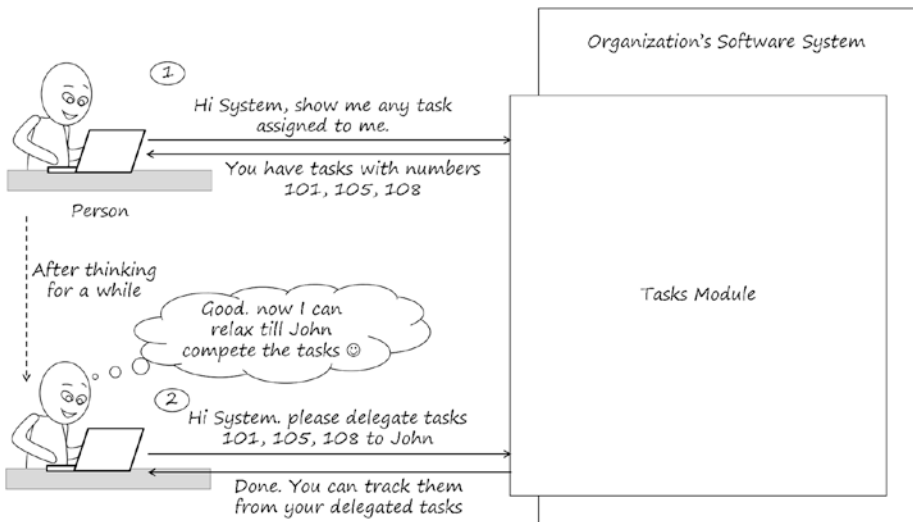 Organization's Software System
1
Hi System, show me any task
assigned to me.
You have tasks with numbers
101, 105, 108
Person
After thinking
for a while
Tasks Module
Good. now I can
relax till John
compete the tasks ☺
2
Hi System. please delegate tasks
101, 105, 108 to John
Done. You can track them
from your delegated tasks